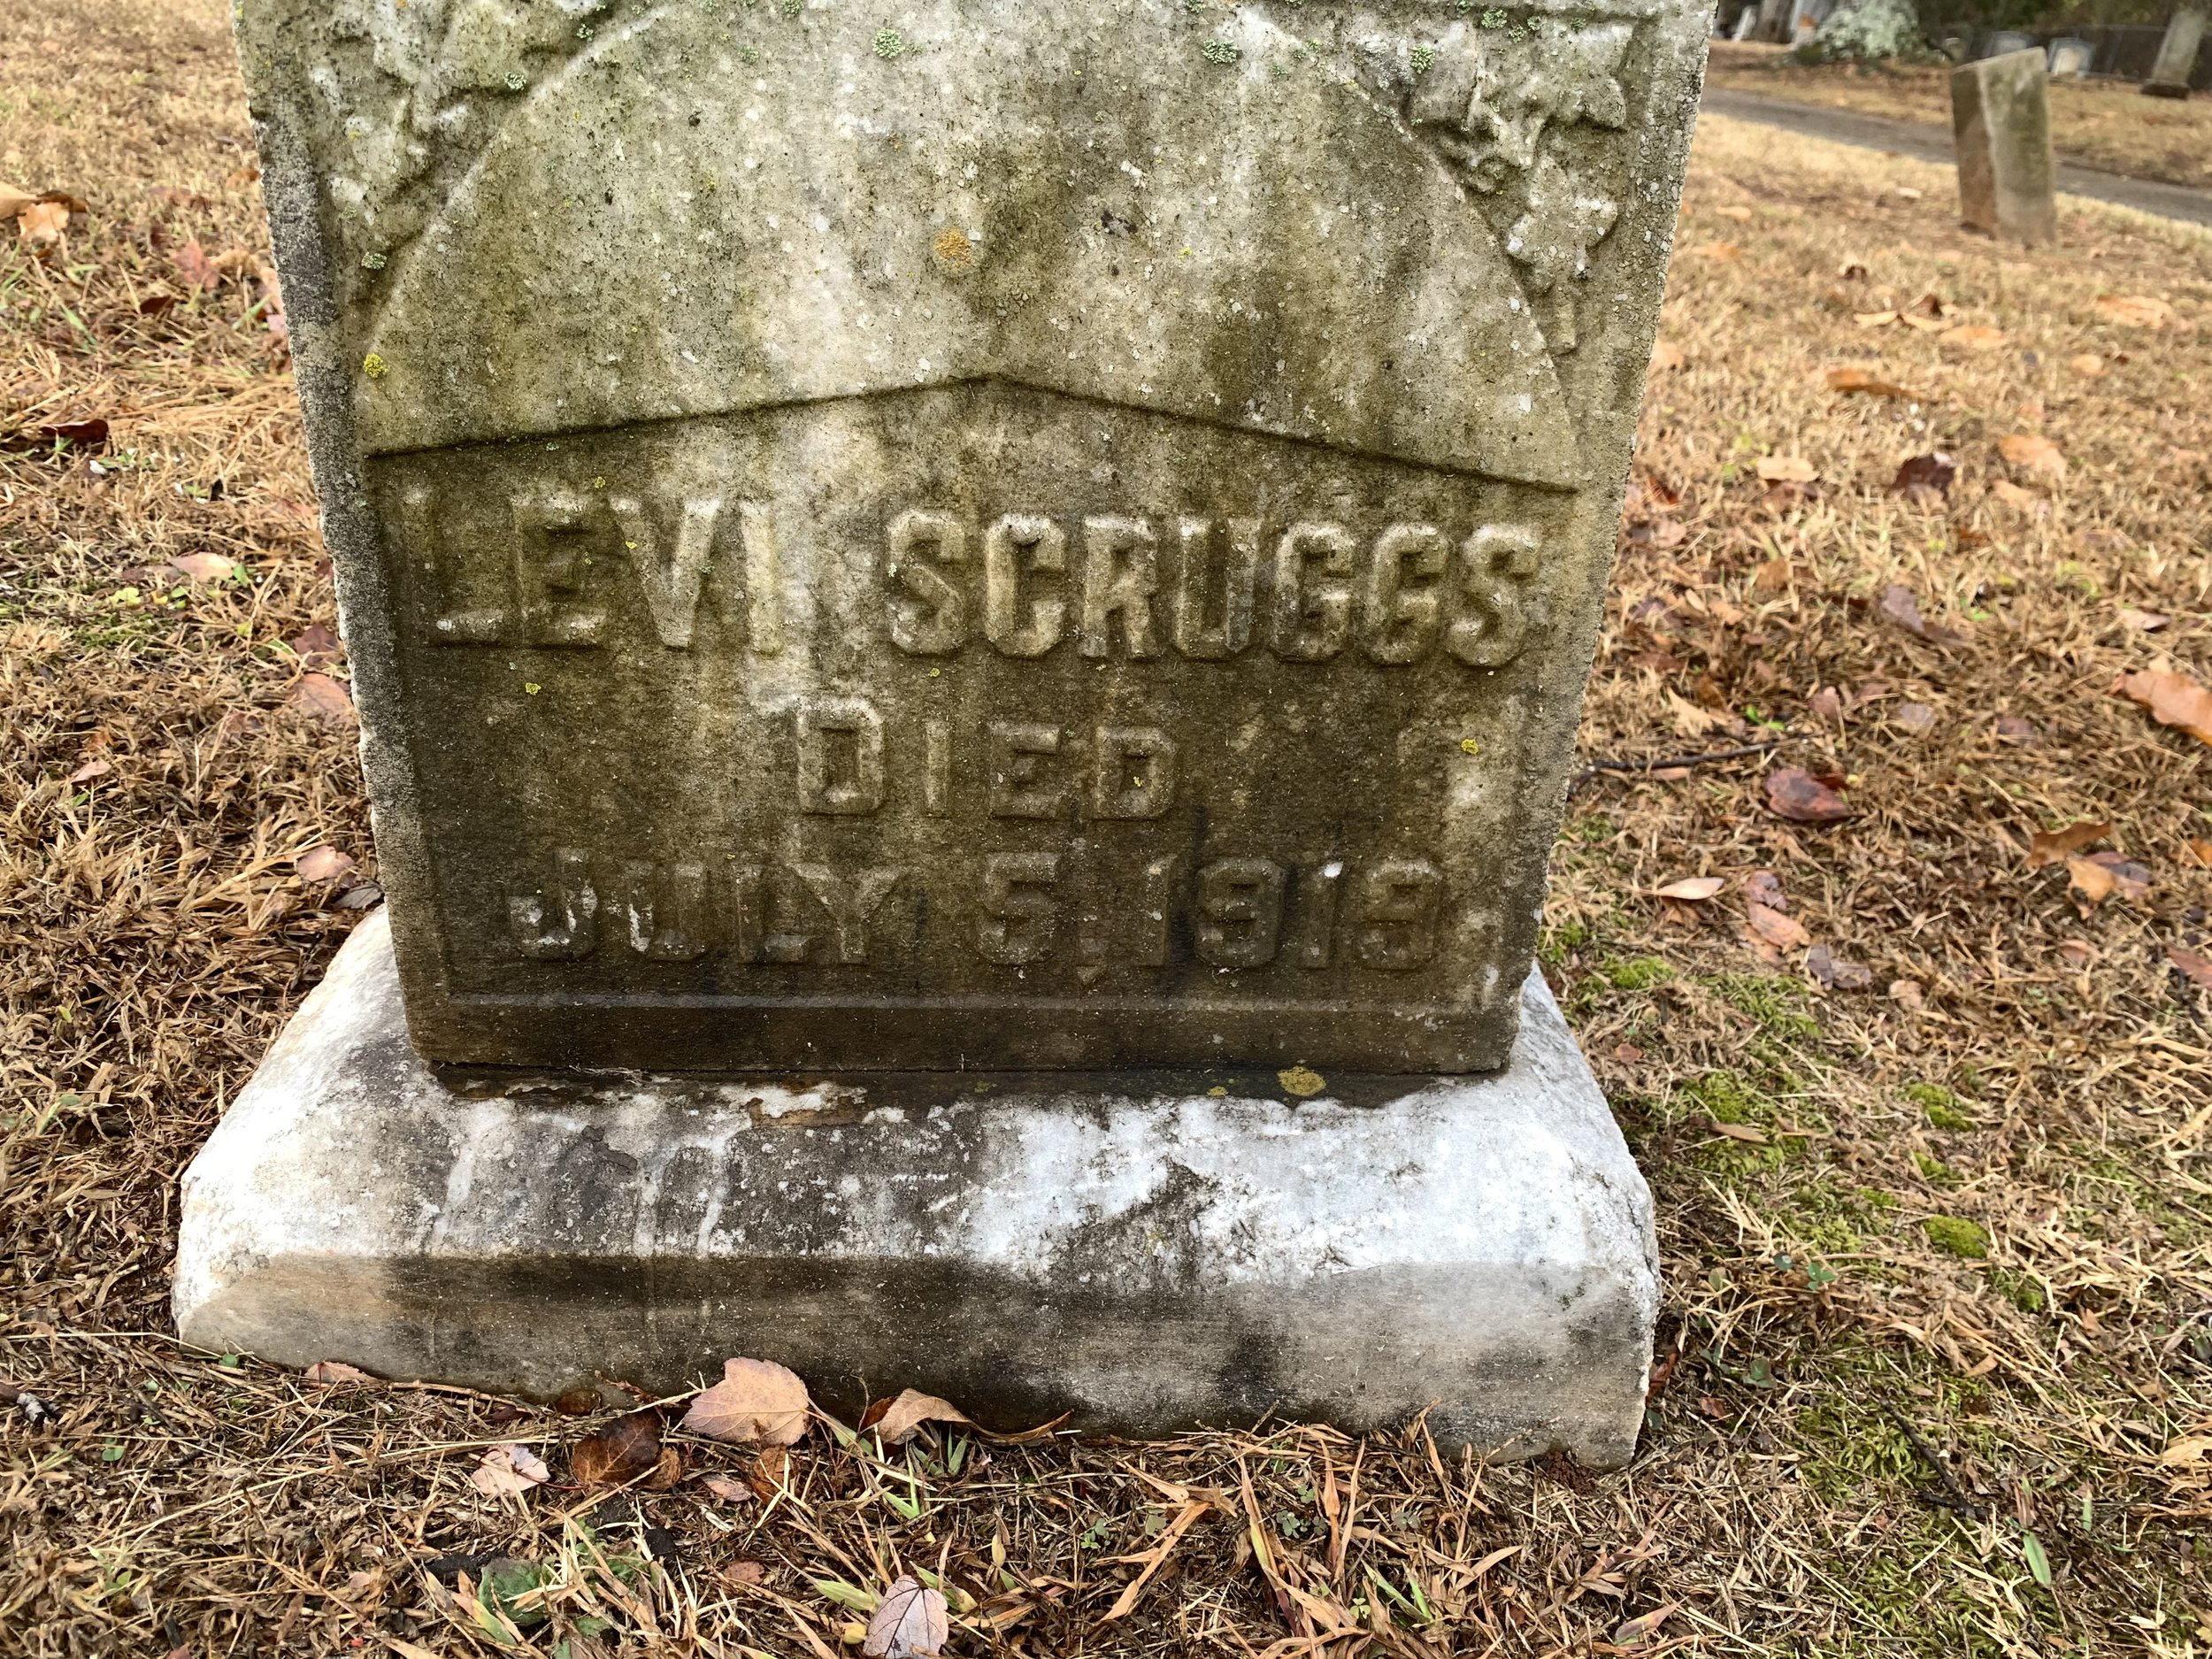 LEVI SCRUGGS
DIED
JULY 5, 1919